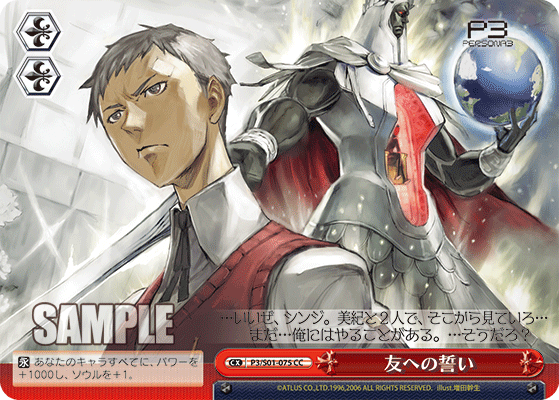 P3
PERSONA3
…いいぜ、シンジ。美紀と2人で、そこから見ていろ…
まだ…俺にはやることがある。…そうだろ?
SAMPLE
永 あなたのキャラすべてに、パワーを
+1000し、ソウルを+1。
CX P3/S01-075 CC
友への誓い
©ATLUS CO.,LTD.1996,2006 ALL RIGHTS RESERVED. illust.増田幹生